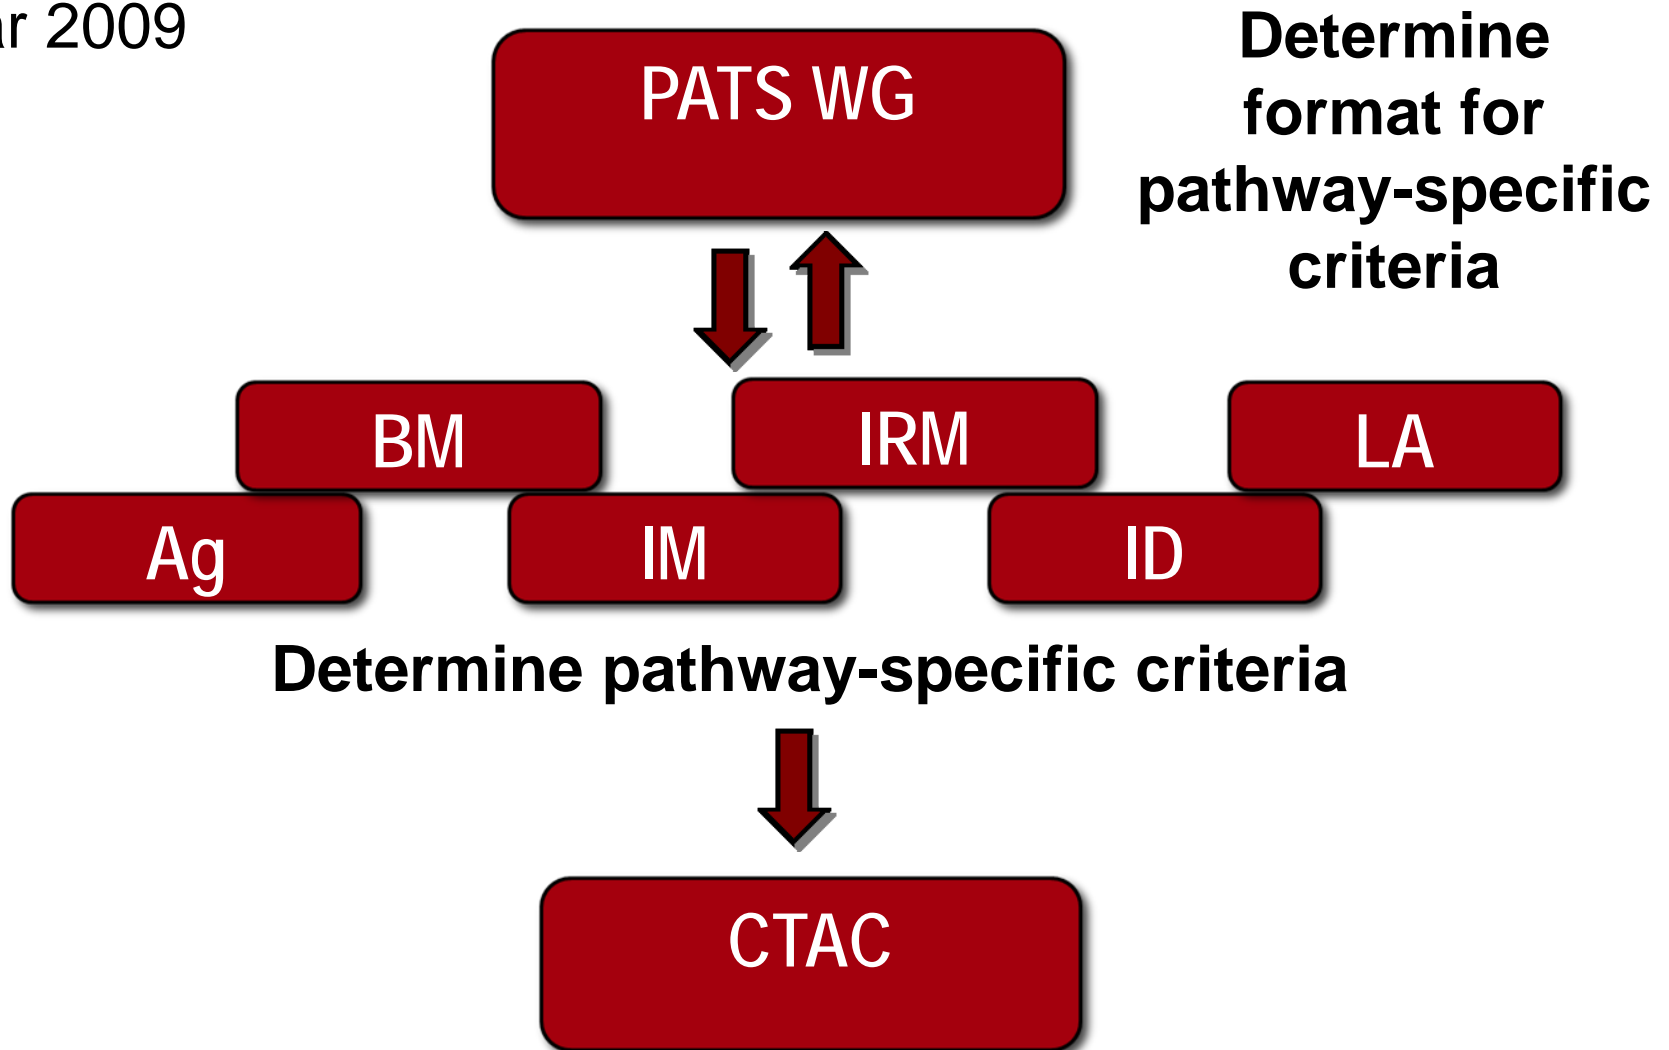 2009
PATS WG
Determine
format for
pathway-specific
criteria
BM
IRM
LA
Ag
IM
ID
Determine pathway-specific criteria
CTAC